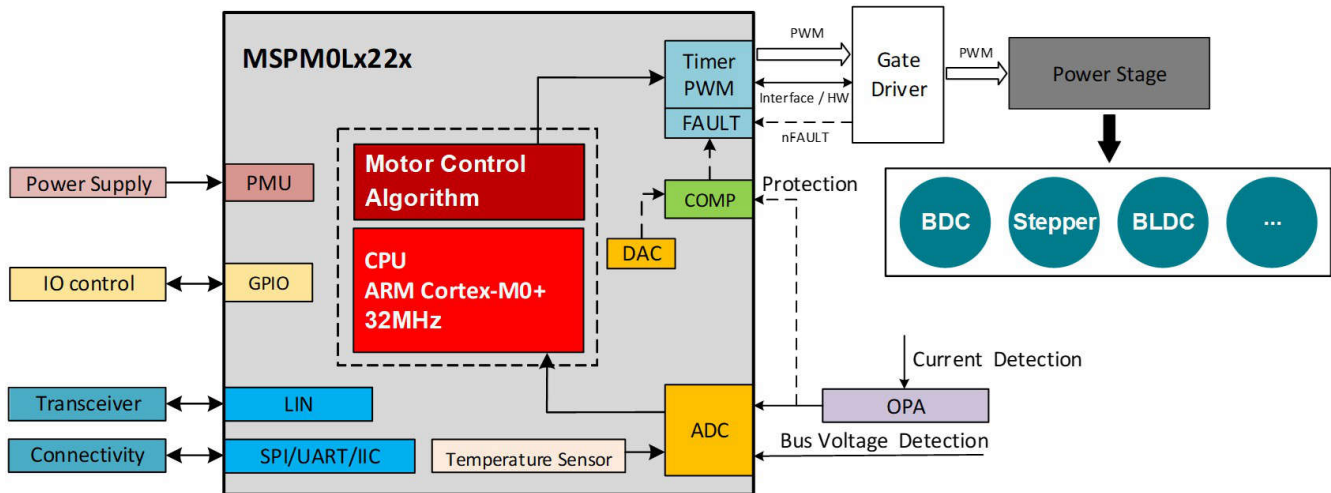 MSPM0Lx22x
Timer
PWM
FAULT
PWM
Interface / HW
nFAULT
Gate
Driver
PWM
Power Stage
Motor Control
Algorithm
CPU
ARM Cortex-M0+
32MHz
Power Supply
PMU
COMP
Protection
DAC
BDC
Stepper
BLDC
...
IO control
GPIO
Current Detection
OPA
Transceiver
LIN
ADC
Bus Voltage Detection
Connectivity
SPI/UART/IIC
Temperature Sensor